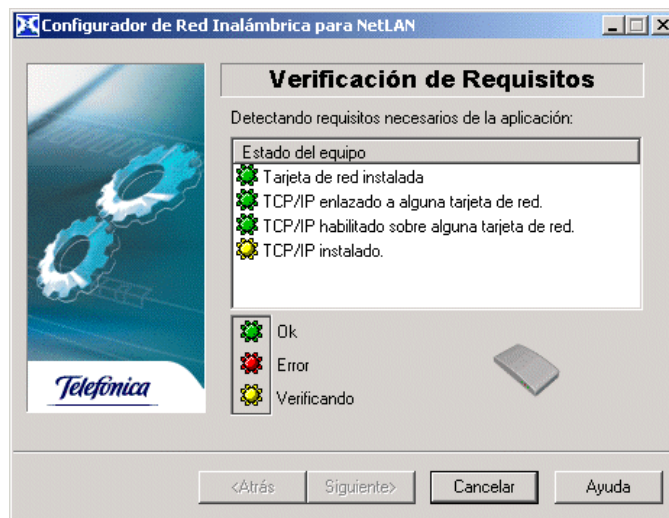 Configurador de Red Inalámbrica para NetLAN
Verificación de Requisitos
Detectando requisitos necesarios de la aplicación:
Estado del equipo
Tarjeta de red instalada
TCP/IP enlazado a alguna tarjeta de red.
TCP/IP habilitado sobre alguna tarjeta de red.
TCP/IP instalado.
Ok
Error
Verificando
Telefónica
<Atrás
Siguiente>
Cancelar
Ayuda